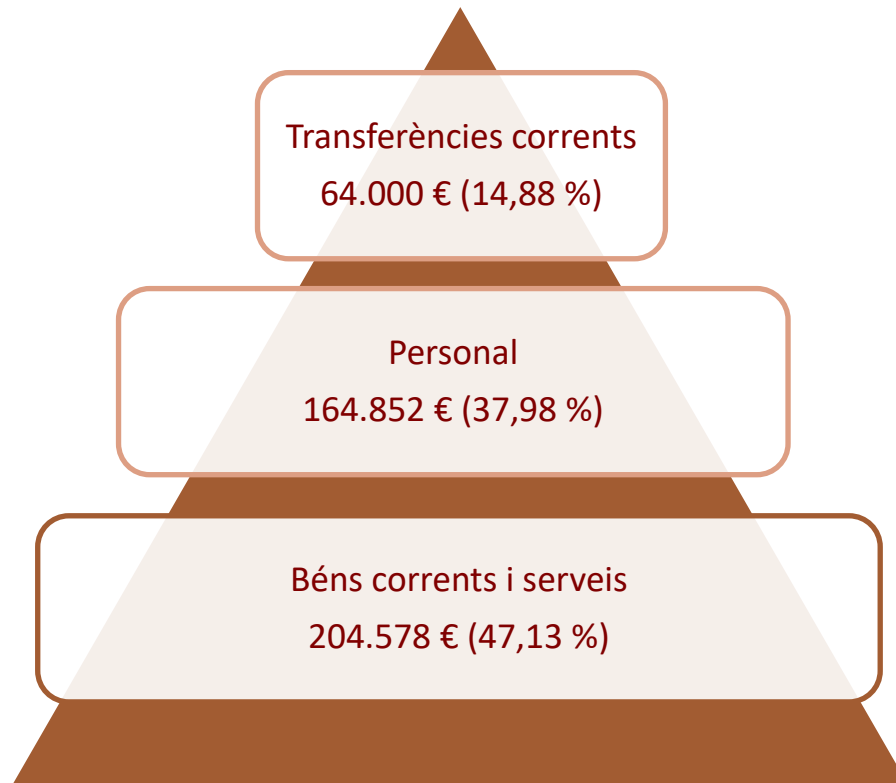 Transferències corrents
64.000 € (14,88 %)
Personal
164.852 € (37,98 %)
Béns corrents i serveis
204.578 € (47,13 %)